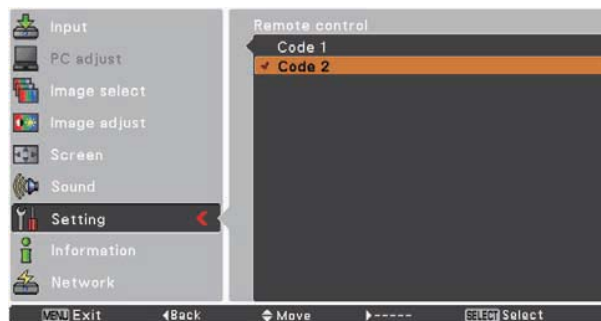 Input
PC adjust
Image select
Image adjust
Screen
Sound
Setting
Information
Network
Remote control
Code 1
Code 2
MENU Exit ◀Back Move ▶----- SELECT Select